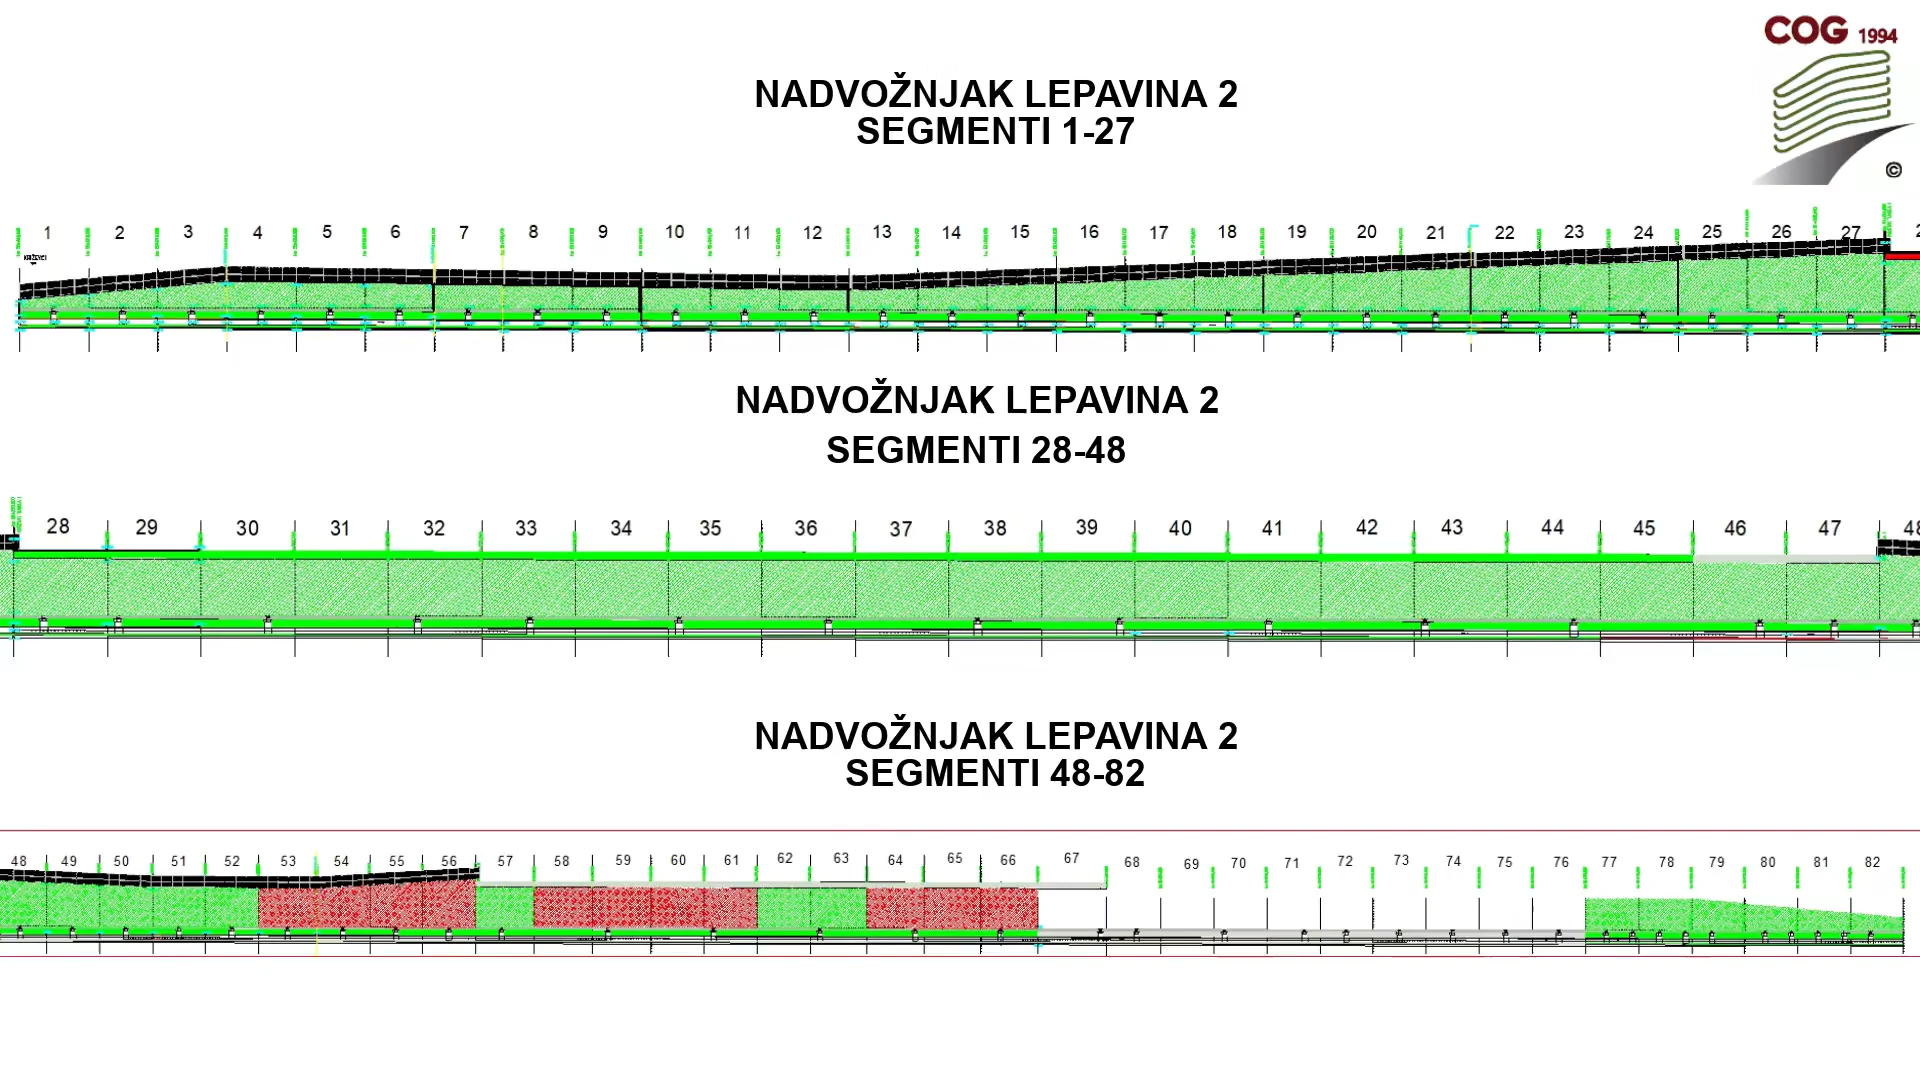 COG 1994
©
NADVOŽNJAK LEPAVINA 2
SEGMENTI 1-27
1 2 3 4 5 6 7 8 9 10 11 12 13 14 15 16 17 18 19 20 21 22 23 24 25 26 27 2
KRIŽEVCI
NADVOŽNJAK LEPAVINA 2
SEGMENTI 28-48
28 29 30 31 32 33 34 35 36 37 38 39 40 41 42 43 44 45 46 47 48
NADVOŽNJAK LEPAVINA 2
SEGMENTI 48-82
48 49 50 51 52 53 54 55 56 57 58 59 60 61 62 63 64 65 66 67 68 69 70 71 72 73 74 75 76 77 78 79 80 81 82